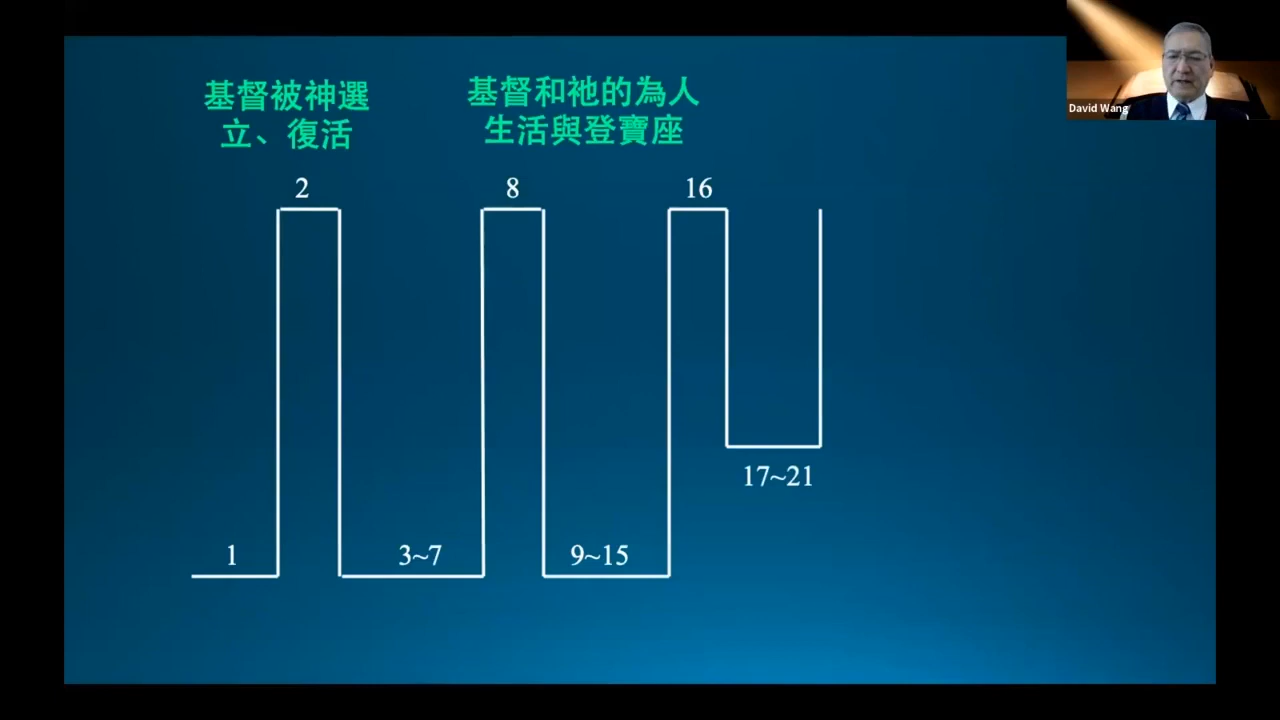 基督被神選
立、復活
基督和祂的為人
生活與登寶座
David Wang
2
8
16
17~21
1
3~7
9~15